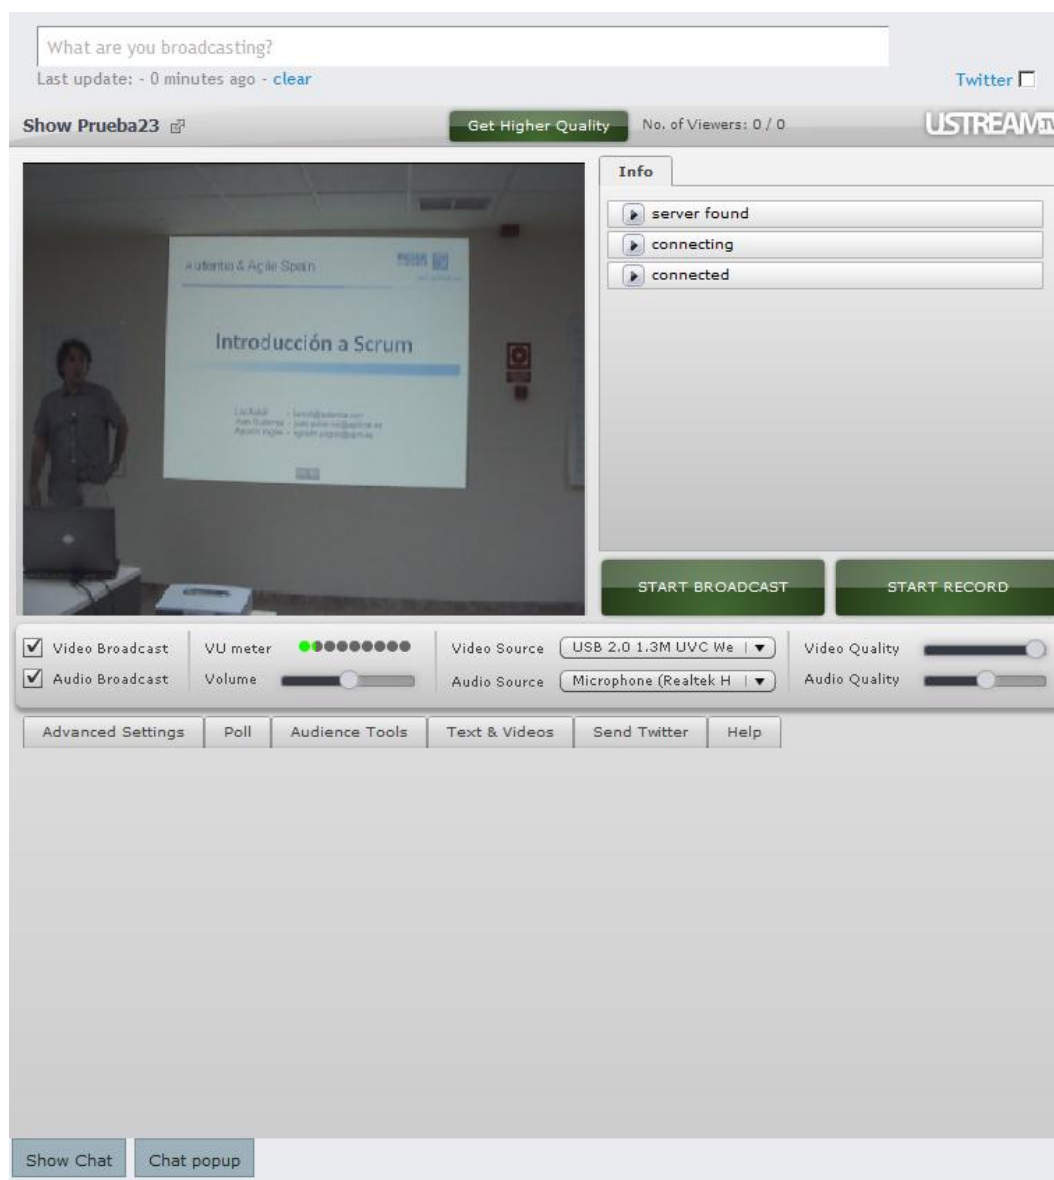 What are you broadcasting?
Last update: - 0 minutes ago - clear
Twitter
Show Prueba23
Get Higher Quality
No. of Viewers: 0 / 0
USTREAM.TV
Info
server found
connecting
connected
Autentia & Agile Spain
Introducción a Scrum
START BROADCAST
START RECORD
Video Broadcast
VU meter
Video Source
USB 2.0 1.3M UVC We
Video Quality
Audio Broadcast
Volume
Audio Source
Microphone (Realtek H
Audio Quality
Advanced Settings
Poll
Audience Tools
Text & Videos
Send Twitter
Help
Show Chat
Chat popup